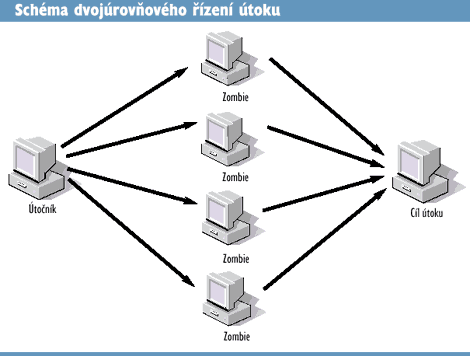 Schéma dvojúrovňového řízení útoku
Zombie
Zombie
Útočník
Cíl útoku
Zombie
Zombie